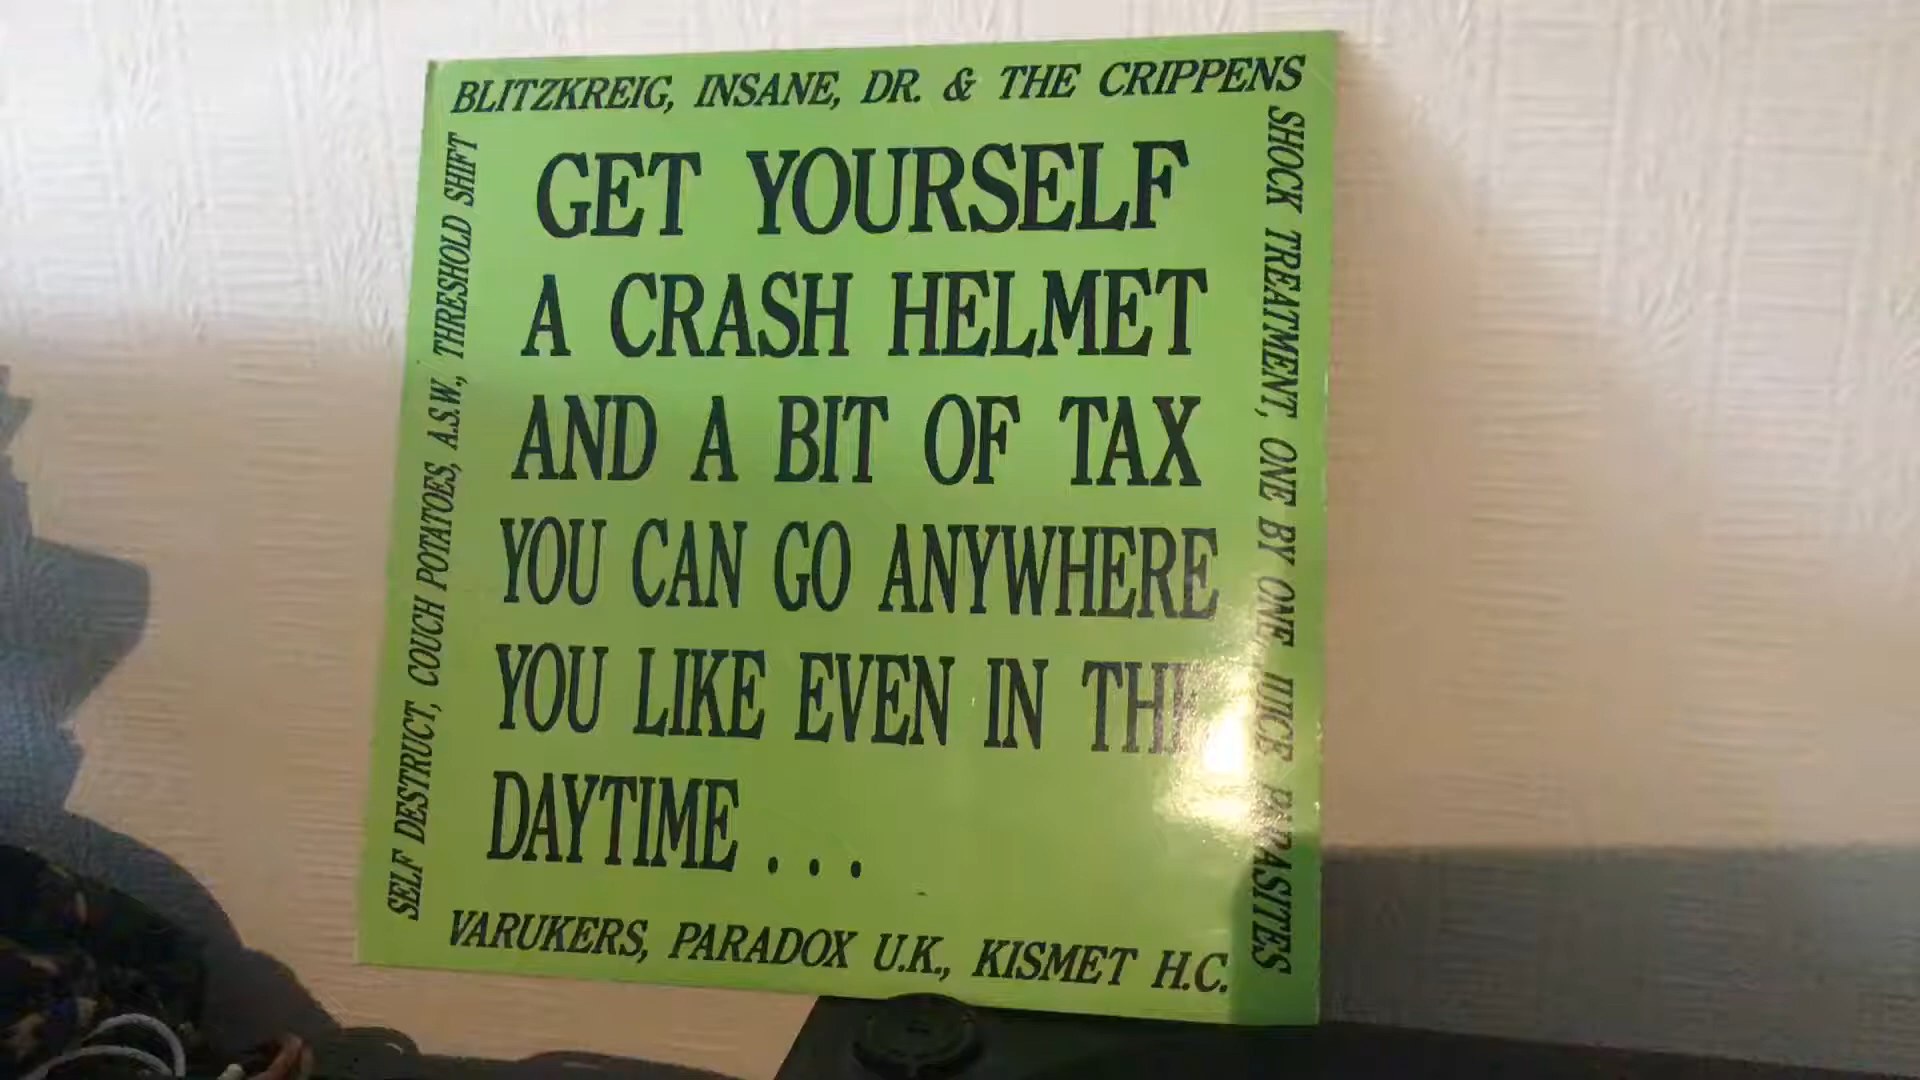 BLITZKREIG, INSANE, DR. & THE CRIPPENS
GET YOURSELF
A CRASH HELMET
AND A BIT OF TAX
YOU CAN GO ANYWHERE
YOU LIKE EVEN IN THE
DAYTIME . . .
VARUKERS, PARADOX U.K., KISMET H.C.
SELF DESTRUCT, COUCH POTATOES, A.S.W., THRESHOLD SHIFT
SHOCK TREATMENT, ONE BY ONE, JUICE, PARASITES